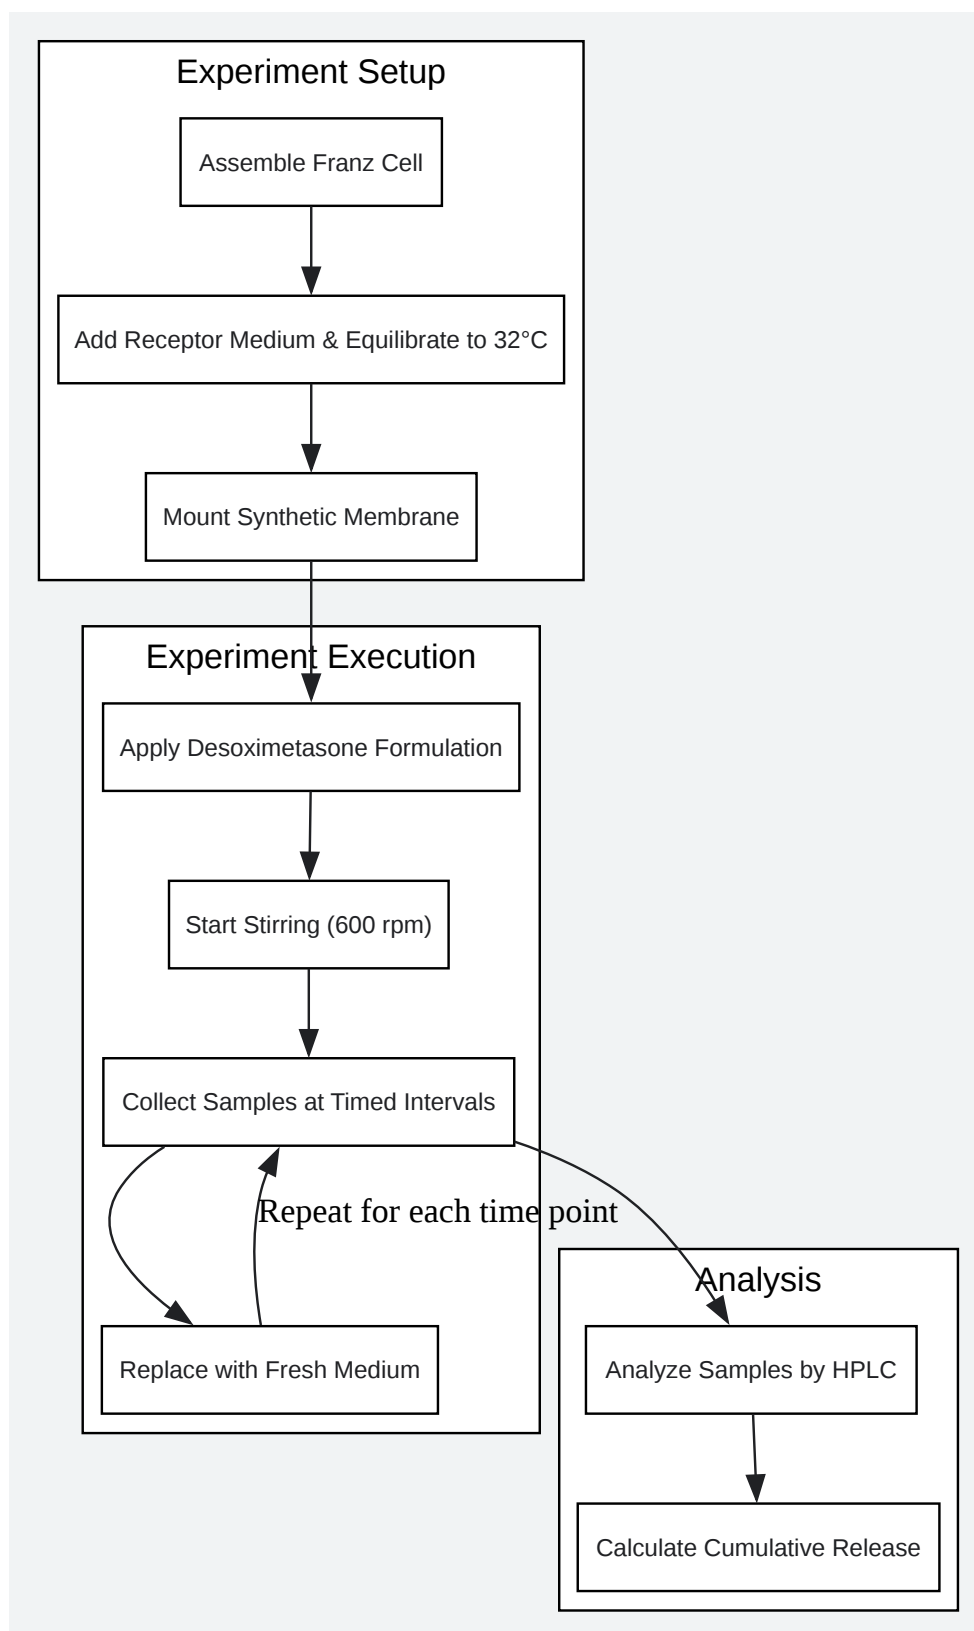 Experiment Setup
Assemble Franz Cell
Add Receptor Medium & Equilibrate to 32°C
Mount Synthetic Membrane
Experiment Execution
Apply Desoximetasone Formulation
Start Stirring (600 rpm)
Collect Samples at Timed Intervals
Repeat for each time point
Replace with Fresh Medium
Analysis
Analyze Samples by HPLC
Calculate Cumulative Release